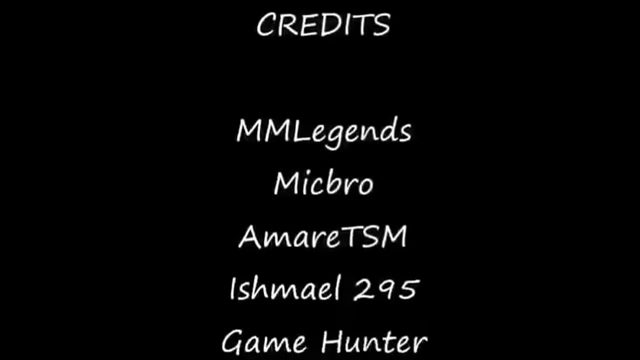 CREDITS
MMLegends
Micbro
AmareTSM
Ishmael 295
Game Hunter